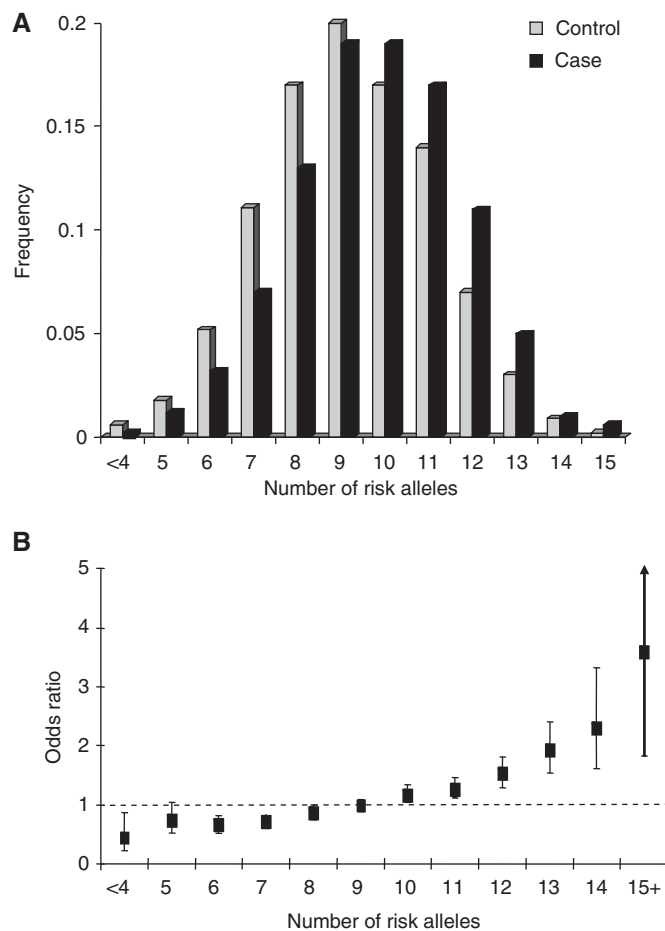 A
0.2
Control
Case
0.15
0.1
0.05
0
Frequency
<4 5 6 7 8 9 10 11 12 13 14 15
Number of risk alleles
B
5
4
3
2
1
0
Odds ratio
<4 5 6 7 8 9 10 11 12 13 14 15+
Number of risk alleles